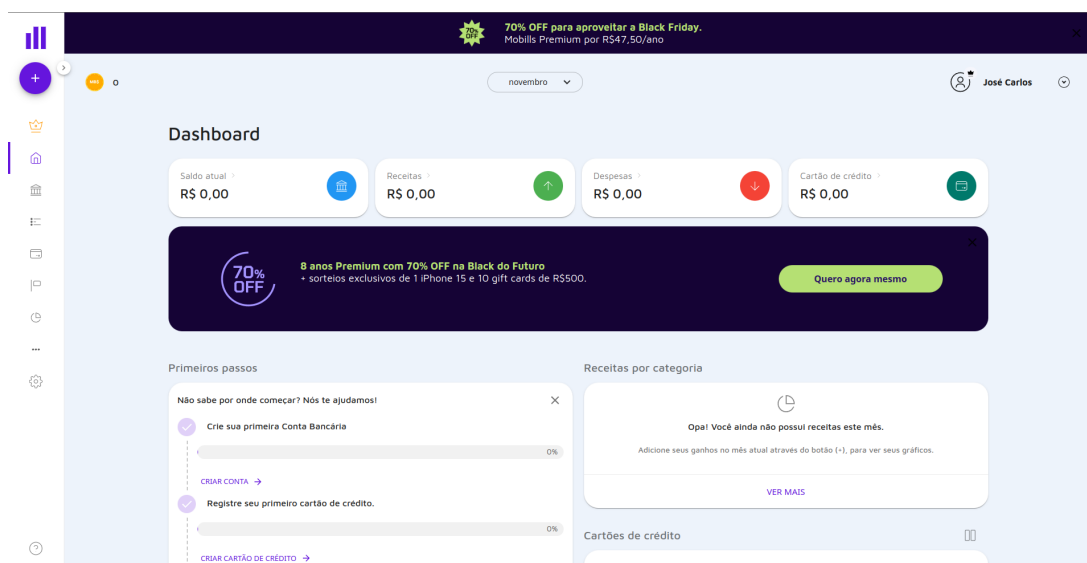 70% OFF
70% OFF para aproveitar a Black Friday.
Mobills Premium por R$47,50/ano
0
novembro
José Carlos
Dashboard
Saldo atual
R$ 0,00
Receitas
R$ 0,00
Despesas
R$ 0,00
Cartão de crédito
R$ 0,00
70% OFF
8 anos Premium com 70% OFF na Black do Futuro
+ sorteios exclusivos de 1 iPhone 15 e 10 gift cards de R$500.
Quero agora mesmo
Primeiros passos
Não sabe por onde começar? Nós te ajudamos!
Crie sua primeira Conta Bancária
0%
CRIAR CONTA
Registre seu primeiro cartão de crédito.
0%
CRIAR CARTÃO DE CRÉDITO
Receitas por categoria
Opa! Você ainda não possui receitas este mês.
Adicione seus ganhos no mês atual através do botão (+), para ver seus gráficos.
VER MAIS
Cartões de crédito